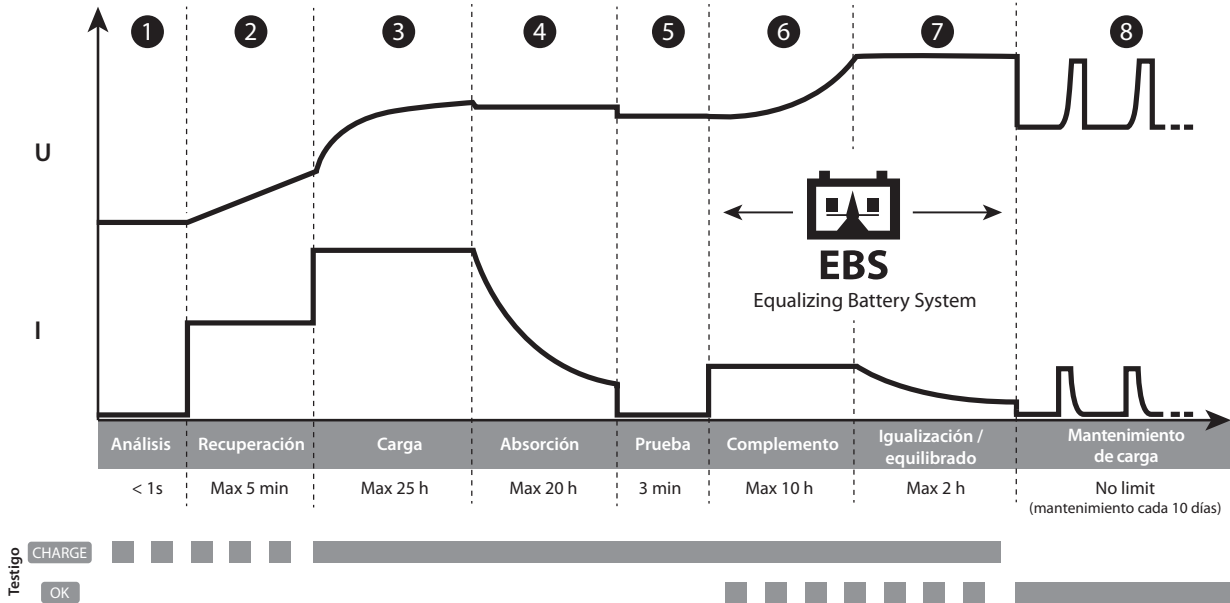 1 2 3 4 5 6 7 8
U
EBS
Equalizing Battery System
I
Análisis Recuperación Carga Absorción Prueba Complemento Igualización / equilibrado Mantenimiento de carga
< 1s Max 5 min Max 25 h Max 20 h 3 min Max 10 h Max 2 h No limit
(mantenimiento cada 10 días)
Testigo
CHARGE
OK